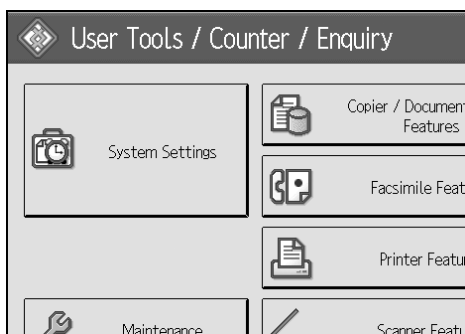 User Tools / Counter / Enquiry
System Settings
Copier / Document
Features
Facsimile Feat
Printer Featu
Maintenance
Scanner Featu